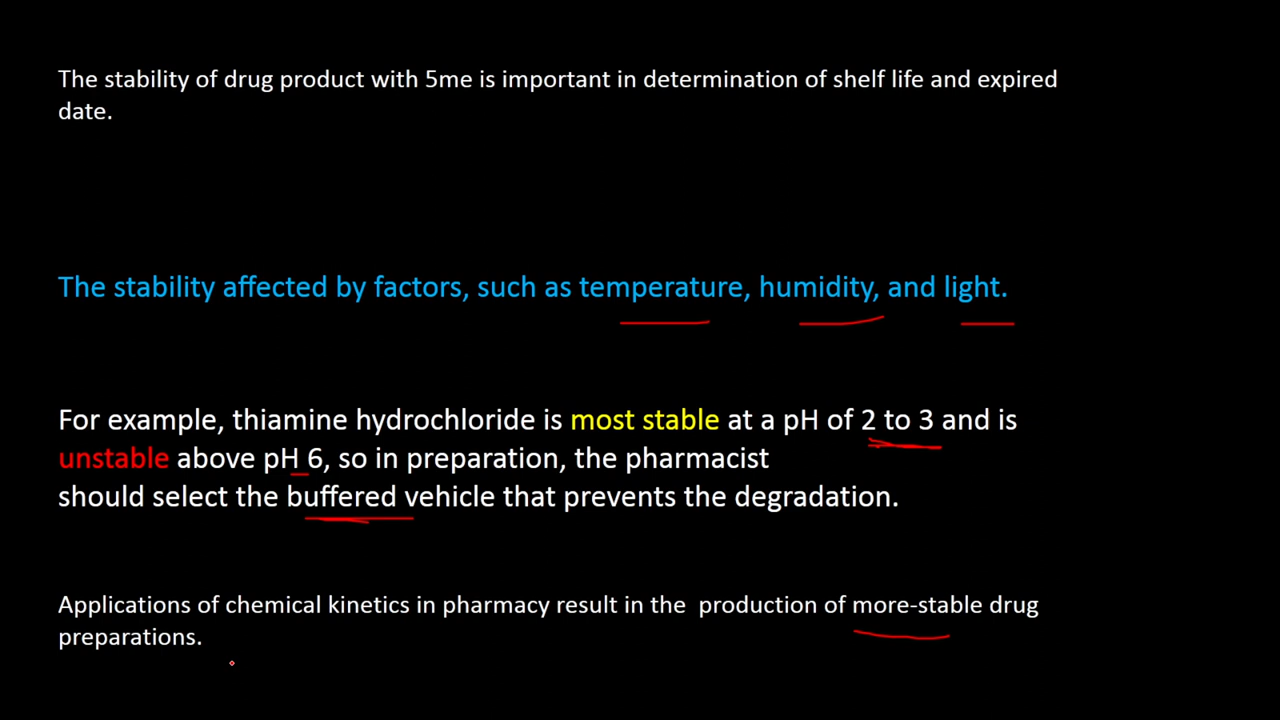 The stability of drug product with 5me is important in determination of shelf life and expired
date.
The stability affected by factors, such as temperature, humidity, and light.
For example, thiamine hydrochloride is most stable at a pH of 2 to 3 and is
unstable above pH 6, so in preparation, the pharmacist
should select the buffered vehicle that prevents the degradation.
Applications of chemical kinetics in pharmacy result in the  production of more-stable drug
preparations.